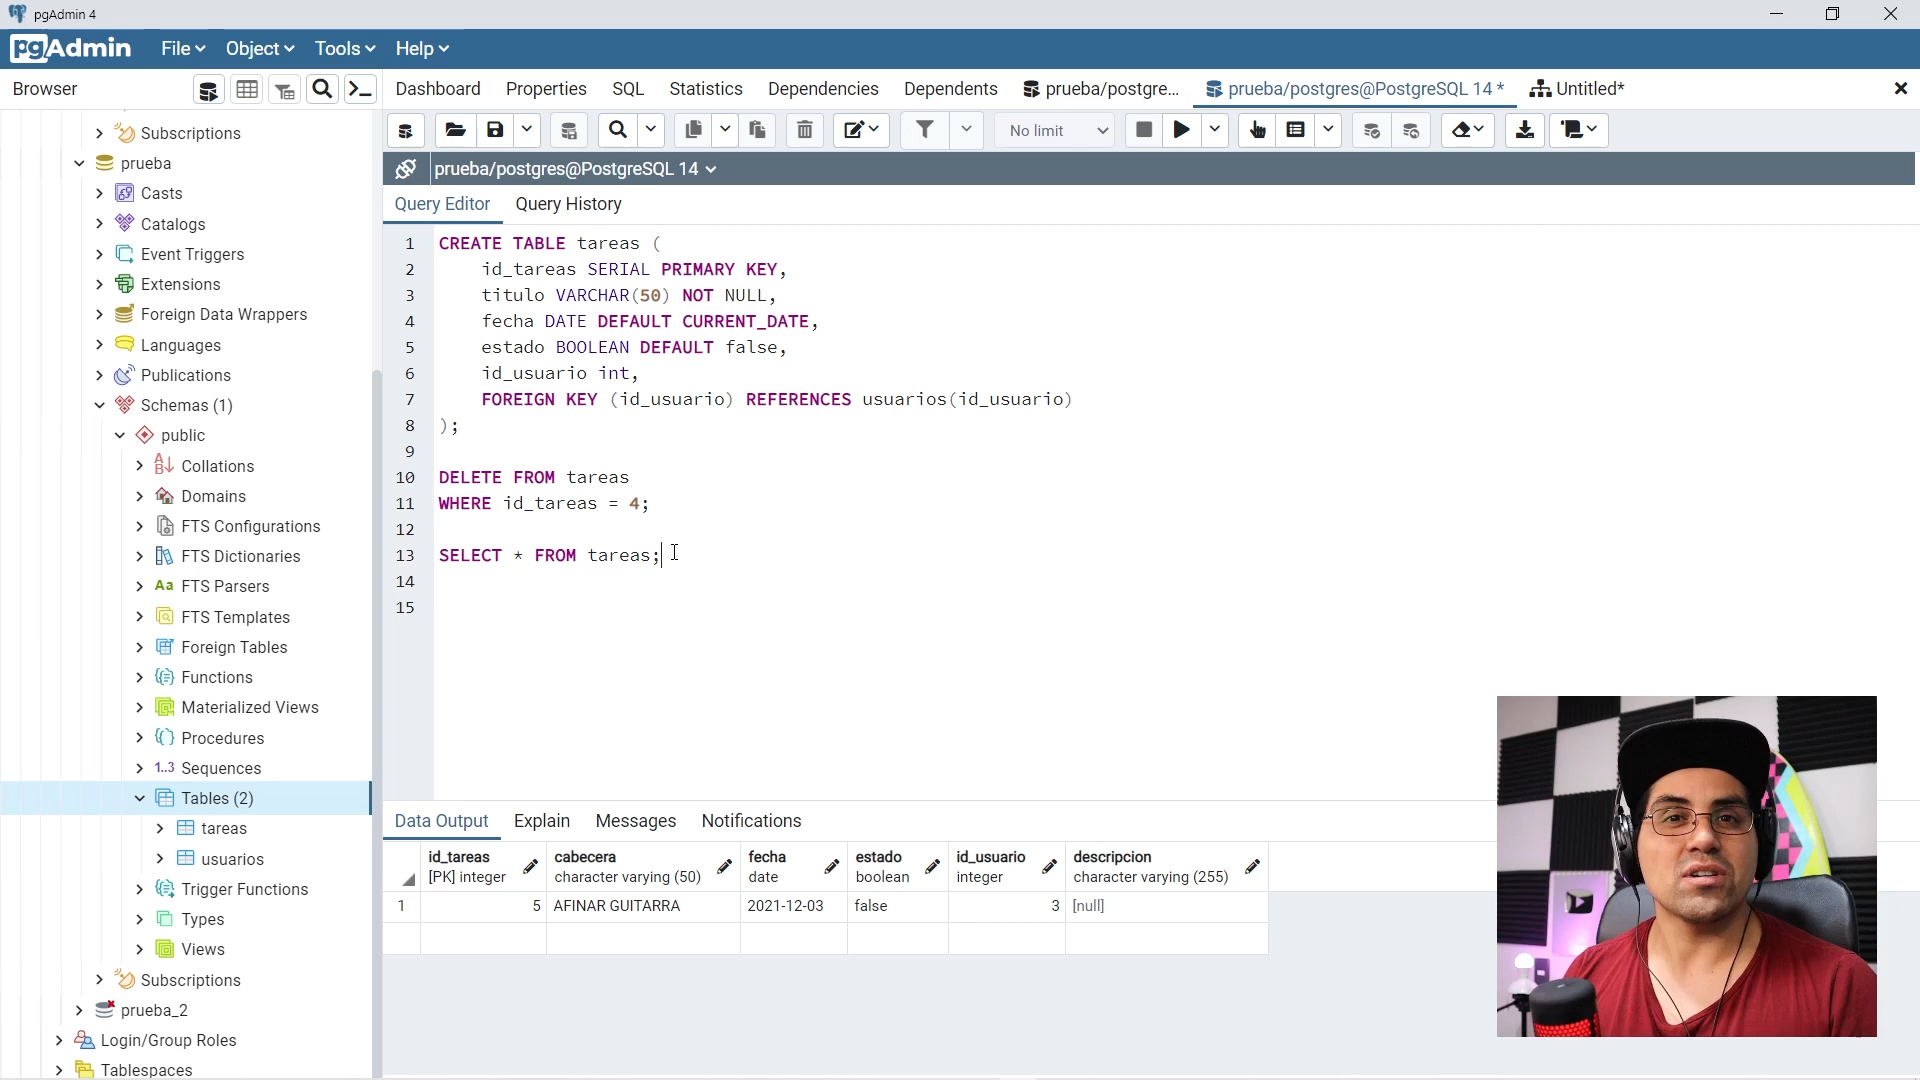 pgAdmin 4
pgAdmin File Object Tools Help
Browser
Dashboard Properties SQL Statistics Dependencies Dependents prueba/postgre... prueba/postgres@PostgreSQL 14 * Untitled*
No limit
prueba/postgres@PostgreSQL 14
Query Editor Query History
Subscriptions
prueba
Casts
Catalogs
Event Triggers
Extensions
Foreign Data Wrappers
Languages
Publications
Schemas (1)
public
Collations
Domains
FTS Configurations
FTS Dictionaries
Aa FTS Parsers
FTS Templates
Foreign Tables
Functions
Materialized Views
Procedures
1..3 Sequences
Tables (2)
tareas
usuarios
Trigger Functions
Types
Views
Subscriptions
prueba_2
Login/Group Roles
Tablespaces
1 CREATE TABLE tareas (
2 id_tareas SERIAL PRIMARY KEY,
3 titulo VARCHAR(50) NOT NULL,
4 fecha DATE DEFAULT CURRENT_DATE,
5 estado BOOLEAN DEFAULT false,
6 id_usuario int,
7 FOREIGN KEY (id_usuario) REFERENCES usuarios(id_usuario)
8 );
9
10 DELETE FROM tareas
11 WHERE id_tareas = 4;
12
13 SELECT * FROM tareas;
14
15
Data Output Explain Messages Notifications
id_tareas cabecera fecha estado id_usuario descripcion
[PK] integer character varying (50) date boolean integer character varying (255)
1 5 AFINAR GUITARRA 2021-12-03 false 3 [null]